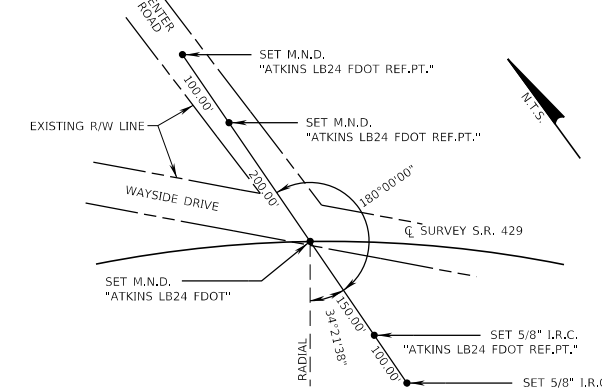 ENTER
ROAD
SET M.N.D.
"ATKINS LB24 FDOT REF.PT."
100.00'
SET M.N.D.
"ATKINS LB24 FDOT REF.PT."
N.T.S.
EXISTING R/W LINE
200.00'
180°00'00"
WAYSIDE DRIVE
℄ SURVEY S.R. 429
SET M.N.D.
"ATKINS LB24 FDOT"
150.00'
34°21'38"
RADIAL
SET 5/8" I.R.C.
"ATKINS LB24 FDOT REF.PT."
100.00'
SET 5/8" I.R.C